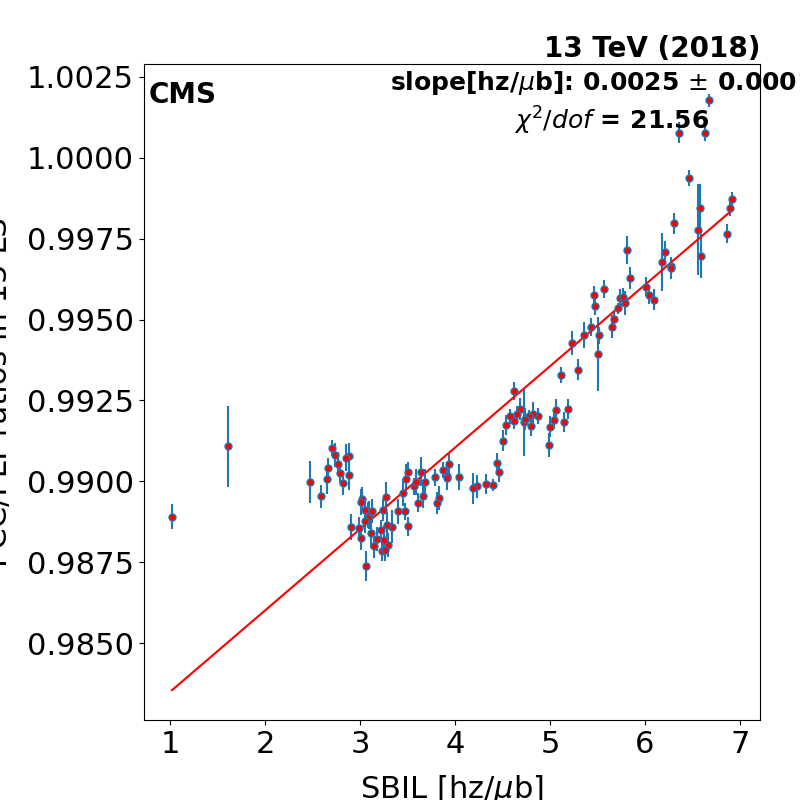 13 TeV (2018)
CMS
slope[hz/μb]: 0.0025 ± 0.000
χ²/dof = 21.56
1.0025
1.0000
0.9975
0.9950
0.9925
0.9900
0.9875
0.9850
1 2 3 4 5 6 7
SBIL [hz/μb]